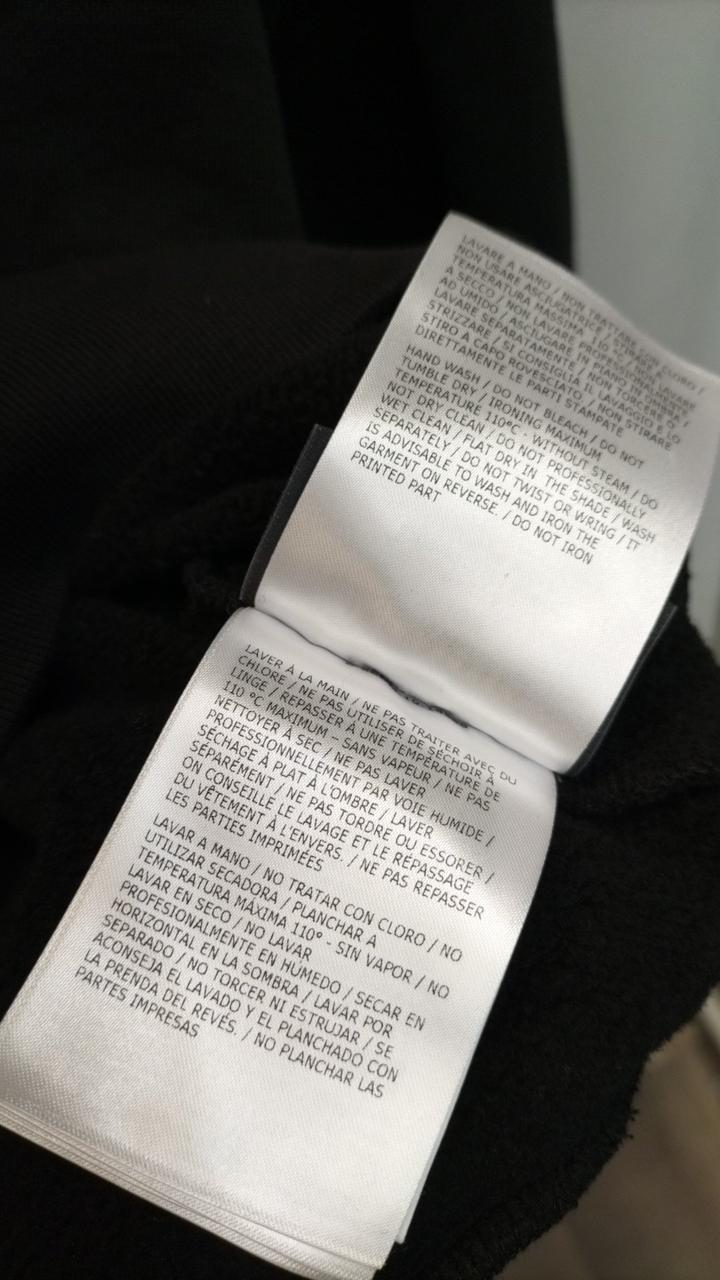 LAVARE A MANO / NON TRATTARE CON CLORO /
NON USARE ASCIUGATRICE /
TEMPERATURA MASSIMA 110°
A SECCO / NON LAVARE
AD UMIDO / ASCIUGARE IN PIANO ALL'OMBRA /
LAVARE SEPARATAMENTE / NON TORCERE O
STRIZZARE / SI CONSIGLIA IL LAVAGGIO E LO
STIRO A CAPO ROVESCIATO. / NON STIRARE
DIRETTAMENTE LE PARTI STAMPATE
HAND WASH / DO NOT BLEACH / DO NOT
TUMBLE DRY / IRONING MAXIMUM
TEMPERATURE 110°C - WITHOUT STEAM / DO
NOT DRY CLEAN / DO NOT PROFESSIONALLY
WET CLEAN / FLAT DRY IN THE SHADE / WASH
SEPARATELY / DO NOT TWIST OR WRING / IT
IS ADVISABLE TO WASH AND IRON THE
GARMENT ON REVERSE. / DO NOT IRON
PRINTED PART
LAVER À LA MAIN / NE PAS TRAITER AVEC DU
CHLORE / NE PAS UTILISER DE SÉCHOIR À
LINGE / REPASSER À UNE TEMPÉRATURE DE
110 °C MAXIMUM - SANS VAPEUR / NE PAS
NETTOYER À SEC / NE PAS LAVER
PROFESSIONNELLEMENT PAR VOIE HUMIDE /
SÉCHAGE À PLAT À L'OMBRE / LAVER
SÉPARÉMENT / NE PAS TORDRE OU ESSORER /
ON CONSEILLE LE LAVAGE ET LE RÉPASSAGE
DU VÊTEMENT À L'ENVERS. / NE PAS REPASSER
LES PARTIES IMPRIMÉES
LAVAR A MANO / NO TRATAR CON CLORO / NO
UTILIZAR SECADORA / PLANCHAR A
TEMPERATURA MÁXIMA 110° - SIN VAPOR / NO
LAVAR EN SECO / NO LAVAR
PROFESIONALMENTE EN HÚMEDO / SECAR EN
HORIZONTAL EN LA SOMBRA / LAVAR POR
SEPARADO / NO TORCER NI ESTRUJAR / SE
ACONSEJA EL LAVADO Y EL PLANCHADO CON
LA PRENDA DEL REVÉS. / NO PLANCHAR LAS
PARTES IMPRESAS